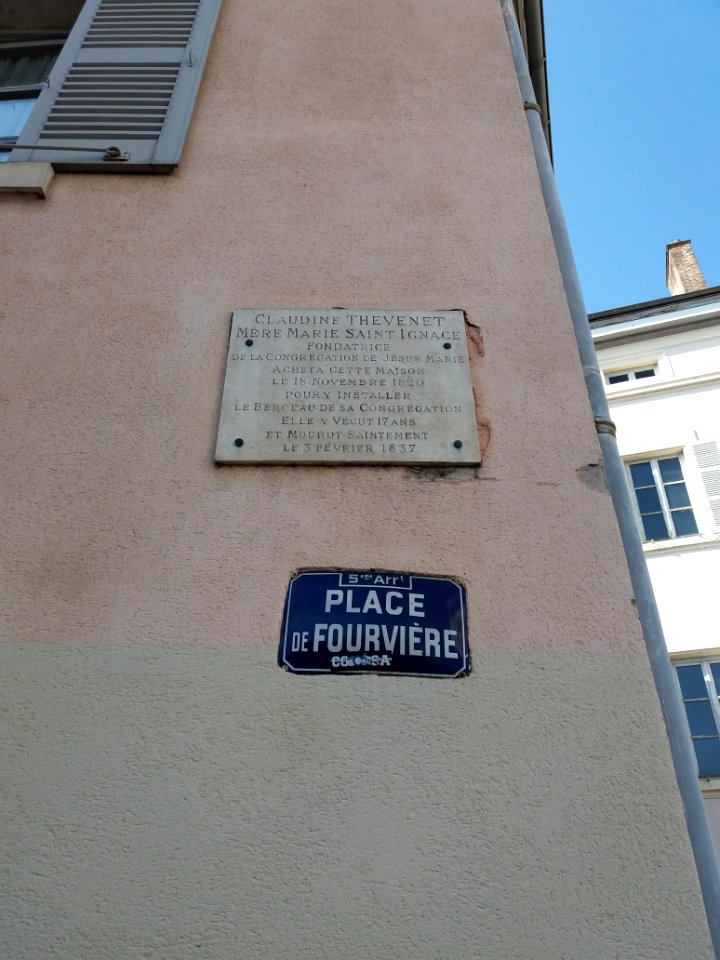 CLAUDINE THEVENET
MÈRE MARIE SAINT IGNACE
FONDATRICE
DE LA CONGRÉGATION DE JÉSUS MARIE
ACHETA CETTE MAISON
LE 18 NOVEMBRE 1820
POUR Y INSTALLER
LE BERCEAU DE SA CONGRÉGATION
ELLE Y VÉCUT 17 ANS
ET MOURUT SAINTEMENT
LE 3 FÉVRIER 1837
5ME ARRT
PLACE
DE FOURVIÈRE